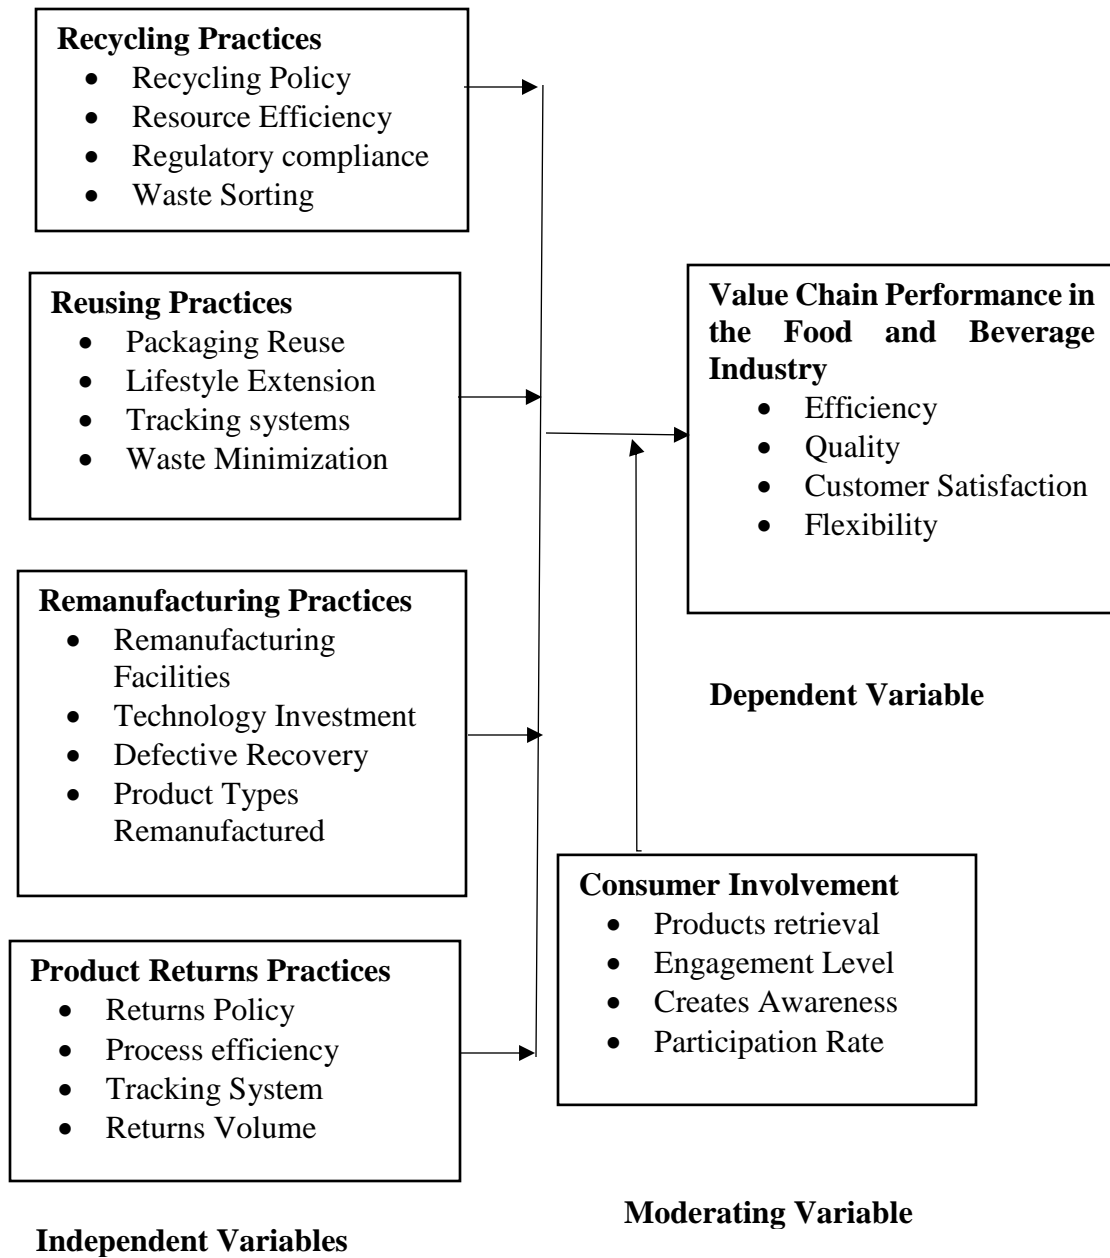 Recycling Practices
• Recycling Policy
• Resource Efficiency
• Regulatory compliance
• Waste Sorting
Reusing Practices
• Packaging Reuse
• Lifestyle Extension
• Tracking systems
• Waste Minimization
Remanufacturing Practices
• Remanufacturing
Facilities
• Technology Investment
• Defective Recovery
• Product Types
Remanufactured
Product Returns Practices
• Returns Policy
• Process efficiency
• Tracking System
• Returns Volume
Independent Variables
Value Chain Performance in
the Food and Beverage
Industry
• Efficiency
• Quality
• Customer Satisfaction
• Flexibility
Dependent Variable
Consumer Involvement
• Products retrieval
• Engagement Level
• Creates Awareness
• Participation Rate
Moderating Variable